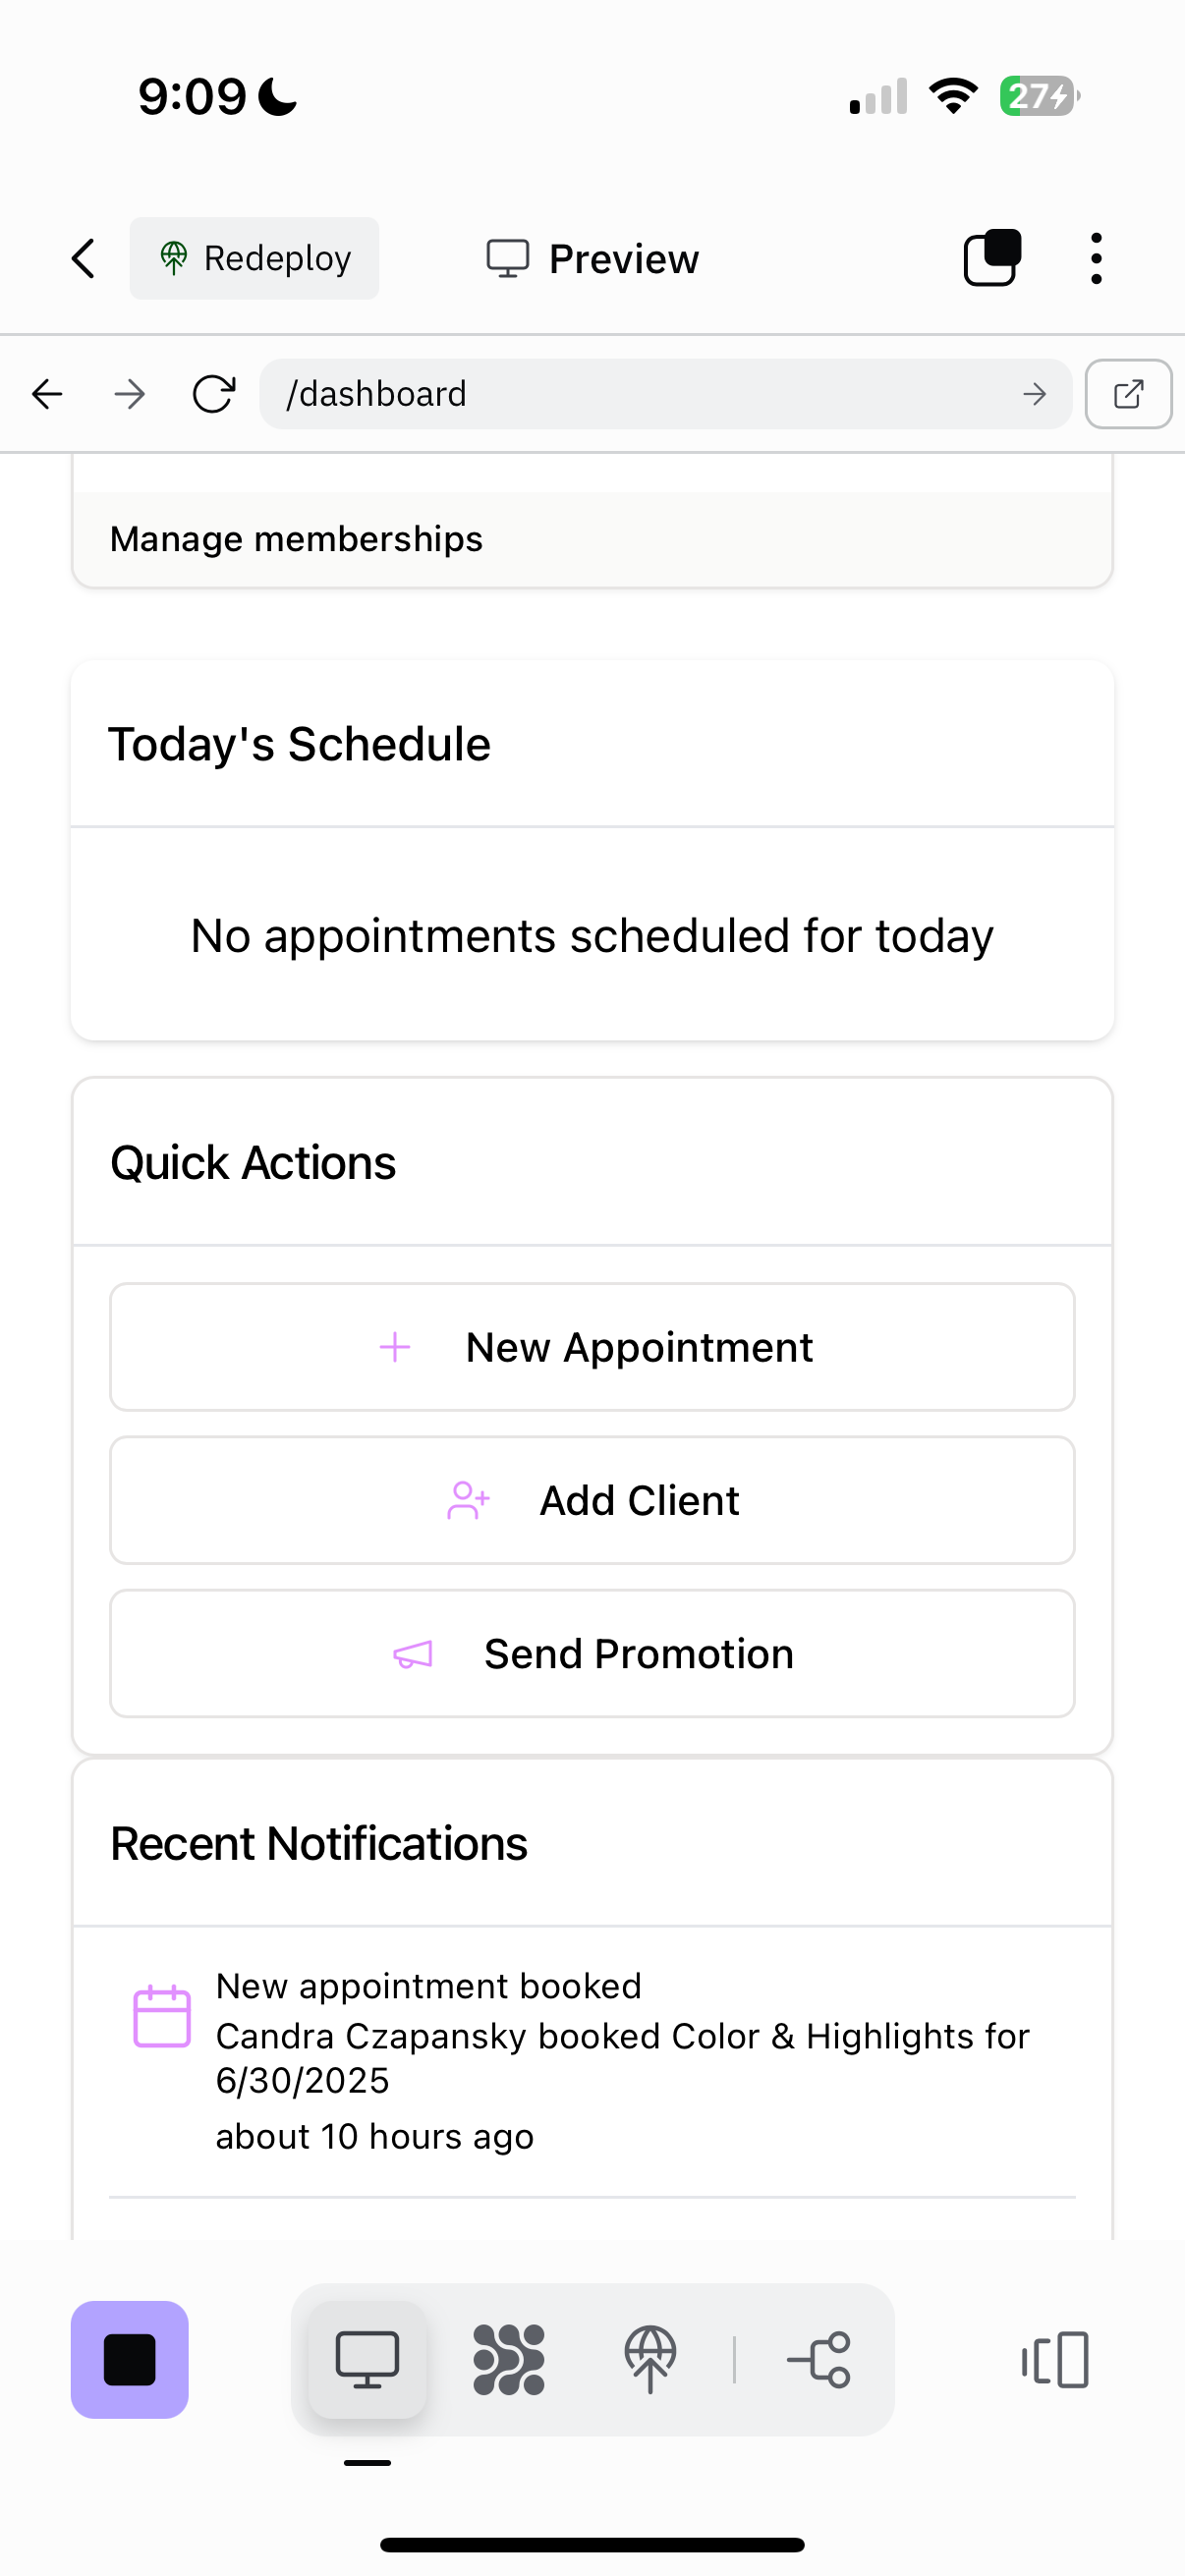 9:09
27
Redeploy
Preview
/dashboard
Manage memberships
Today's Schedule
No appointments scheduled for today
Quick Actions
New Appointment
Add Client
Send Promotion
Recent Notifications
New appointment booked
Candra Czapansky booked Color & Highlights for
6/30/2025
about 10 hours ago